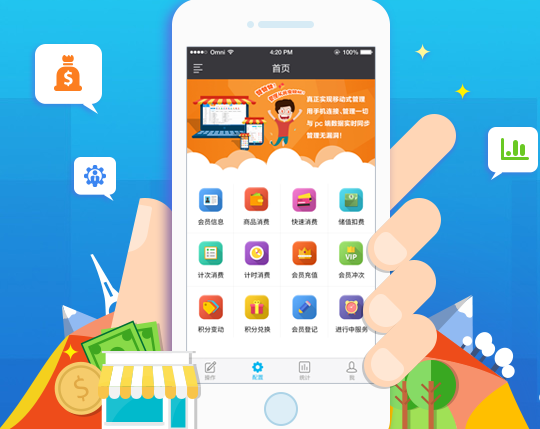 $
Omni
4:20 PM
100%
首页
真正实现移动式管理
用手机连接，管理一切
与 pc 端数据实时同步
管理无漏洞！
会员信息
商品消费
快速消费
储值扣费
计次消费
计时消费
会员充值
VIP
会员冲次
积分变动
积分兑换
会员登记
进行中服务
操作
配置
统计
我
$